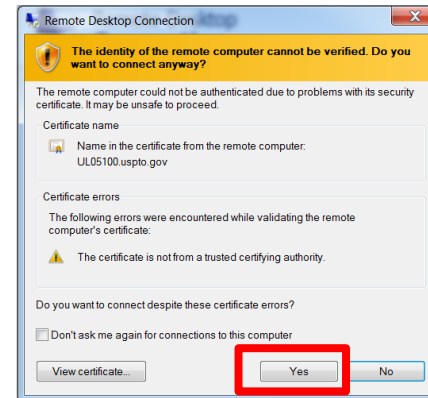 Remote Desktop Connection
The identity of the remote computer cannot be verified. Do you
want to connect anyway?
The remote computer could not be authenticated due to problems with its security
certificate. It may be unsafe to proceed.
Certificate name
Name in the certificate from the remote computer:
UL05100.uspto.gov
Certificate errors
The following errors were encountered while validating the remote
computer's certificate:
The certificate is not from a trusted certifying authority.
Do you want to connect despite these certificate errors?
Don't ask me again for connections to this computer
View certificate...
Yes
No